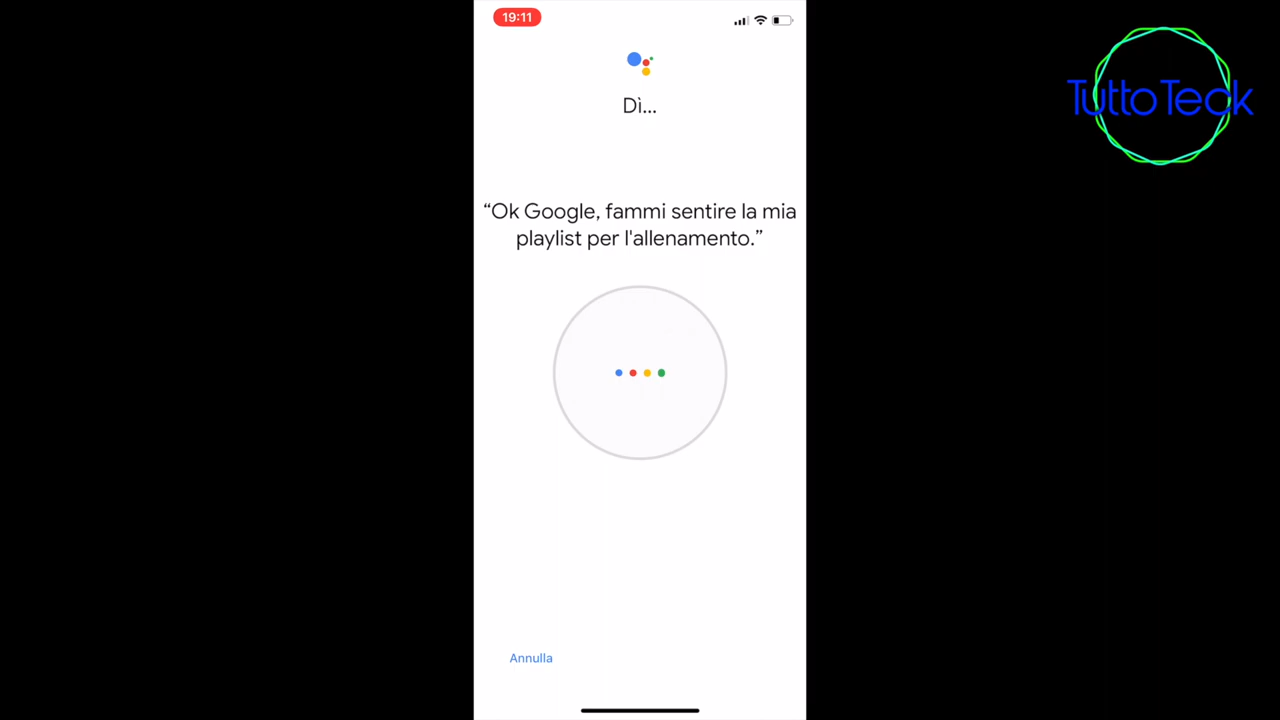 19:11
TuttoTeck
Dì...
“Ok Google, fammi sentire la mia
playlist per l'allenamento.”
Annulla